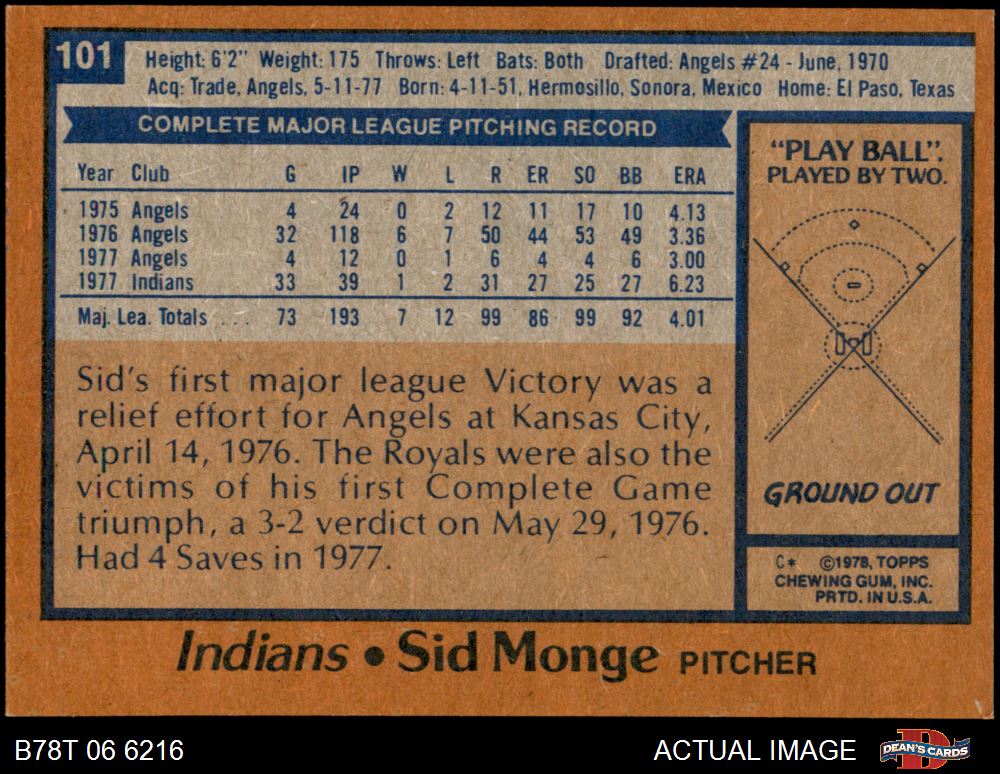 101
Height: 6'2" Weight: 175 Throws: Left Bats: Both Drafted: Angels #24 - June, 1970
Acq: Trade, Angels, 5-11-77 Born: 4-11-51, Hermosillo, Sonora, Mexico Home: El Paso, Texas
COMPLETE MAJOR LEAGUE PITCHING RECORD
Year Club G IP W L R ER SO BB ERA
1975 Angels 4 24 0 2 12 11 17 10 4.13
1976 Angels 32 118 6 7 50 44 53 49 3.36
1977 Angels 4 12 0 1 6 4 4 6 3.00
1977 Indians 33 39 1 2 31 27 25 27 6.23
Maj. Lea. Totals ... 73 193 7 12 99 86 99 92 4.01
Sid's first major league Victory was a
relief effort for Angels at Kansas City,
April 14, 1976. The Royals were also the
victims of his first Complete Game
triumph, a 3-2 verdict on May 29, 1976.
Had 4 Saves in 1977.
"PLAY BALL".
PLAYED BY TWO.
GROUND OUT
C* ©1978, TOPPS
CHEWING GUM, INC.
PRTD. IN U.S.A.
Indians • Sid Monge PITCHER
B78T 06 6216 ACTUAL IMAGE DEAN'S CARDS